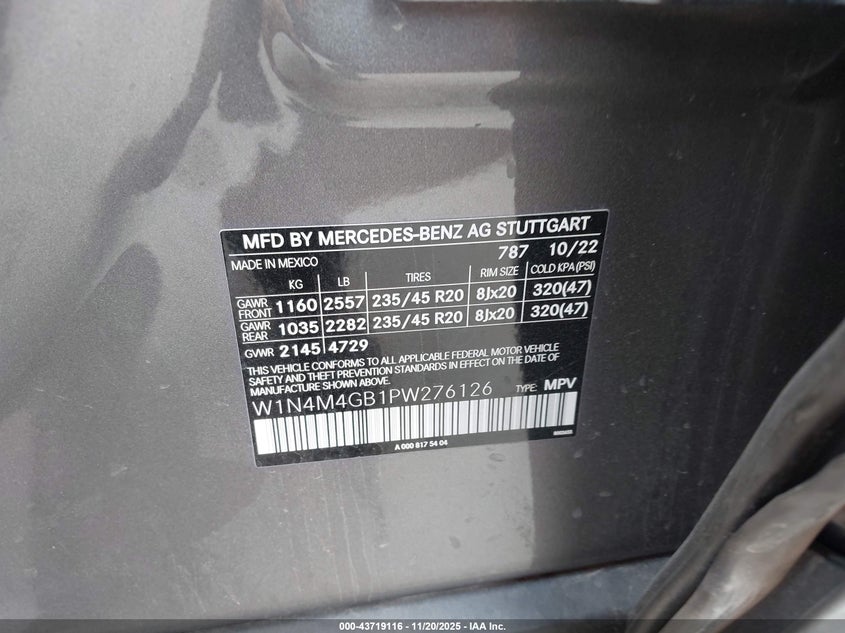 MFD BY MERCEDES-BENZ AG STUTTGART
MADE IN MEXICO 787 10/22
KG LB TIRES RIM SIZE COLD KPA (PSI)
GAWR FRONT 1160 2557 235/45 R20 8Jx20 320(47)
GAWR REAR 1035 2282 235/45 R20 8Jx20 320(47)
GVWR 2145 4729
THIS VEHICLE CONFORMS TO ALL APPLICABLE FEDERAL MOTOR VEHICLE
SAFETY AND THEFT PREVENTION STANDARDS IN EFFECT ON THE DATE OF
MANUFACTURE SHOWN ABOVE.
W1N4M4GB1PW276126 TYPE: MPV
A 000 817 54 04
000-43719116 — 11/20/2025 — IAA Inc.